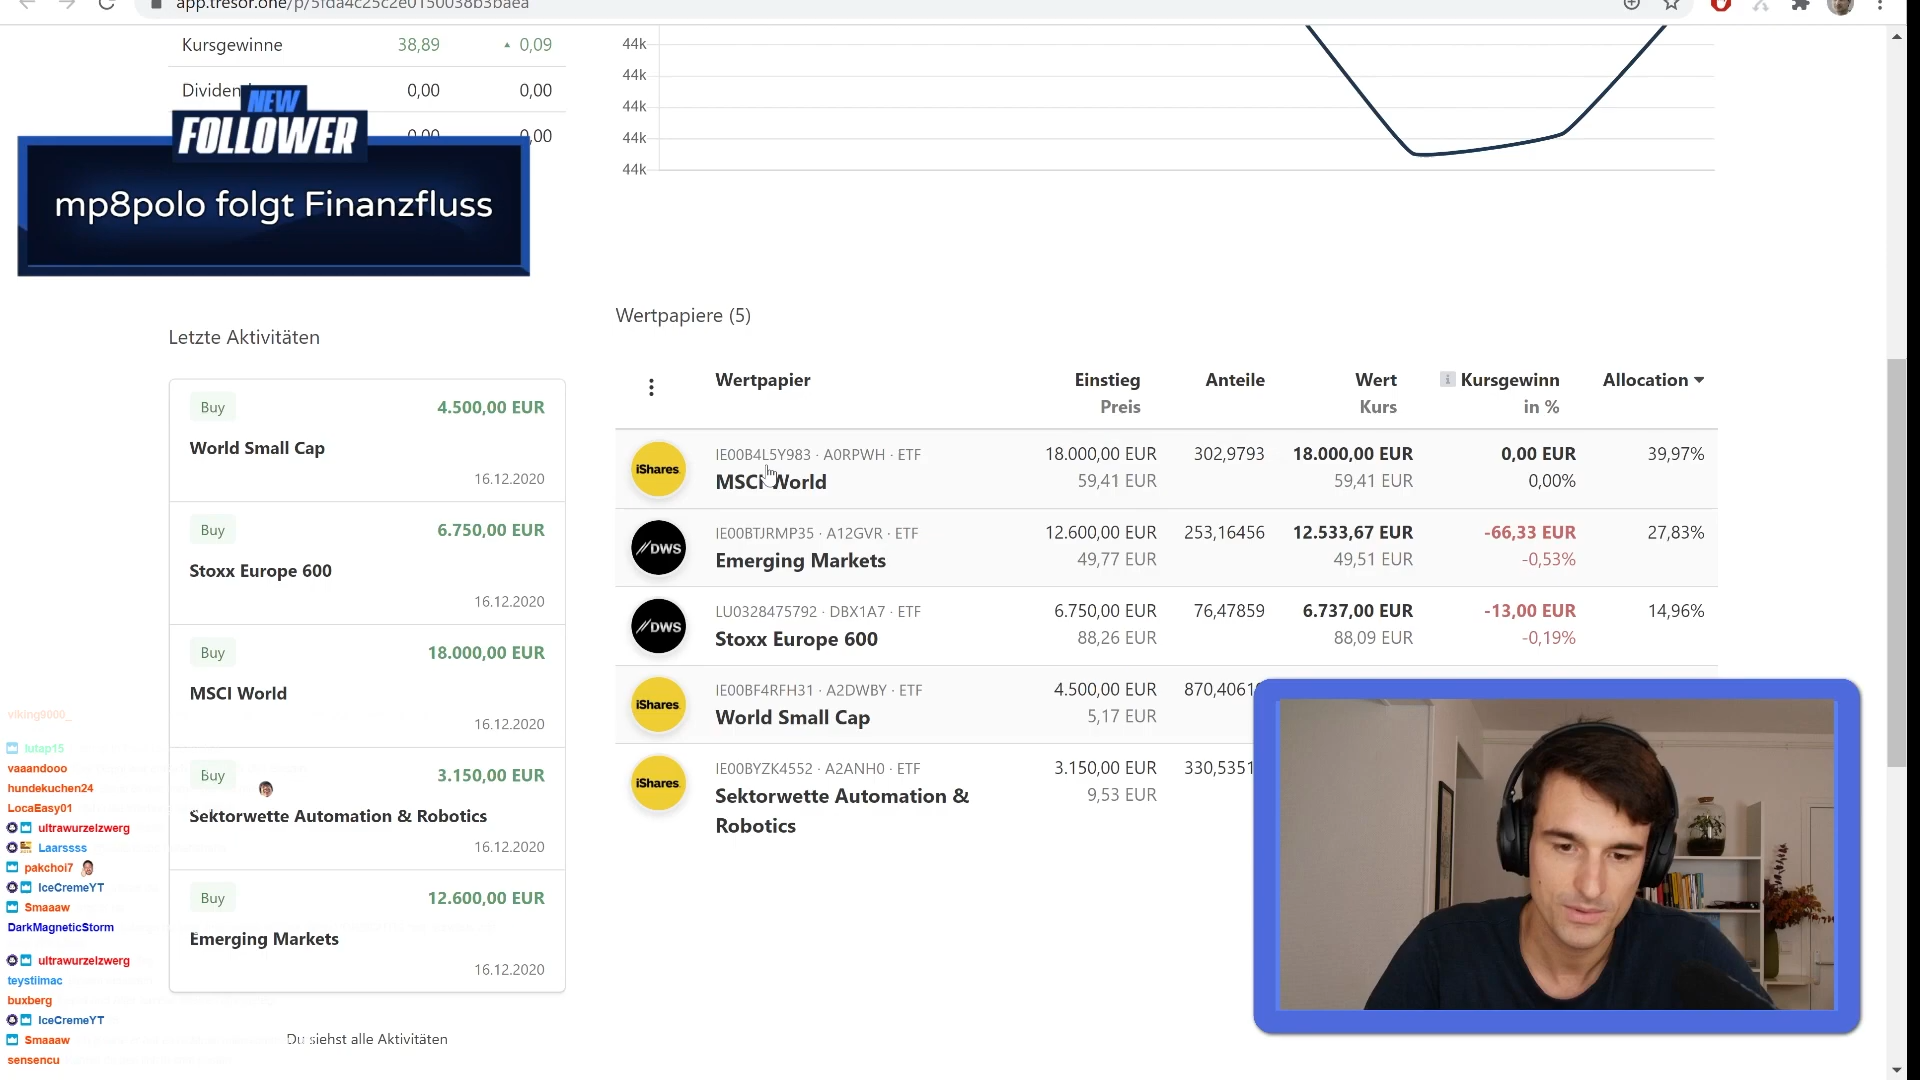 app.tresor.one/p/5fda4c25c2e0150038b3baea
Kursgewinne 38,89 0,09
Dividen 0,00 0,00
0,00 0,00
NEW
FOLLOWER
mp8polo folgt Finanzfluss
44k
44k
44k
44k
44k
Letzte Aktivitäten
Buy 4.500,00 EUR
World Small Cap
16.12.2020
Buy 6.750,00 EUR
Stoxx Europe 600
16.12.2020
Buy 18.000,00 EUR
MSCI World
16.12.2020
Buy 3.150,00 EUR
Sektorwette Automation & Robotics
16.12.2020
Buy 12.600,00 EUR
Emerging Markets
16.12.2020
Du siehst alle Aktivitäten
Wertpapiere (5)
Wertpapier Einstieg Anteile Wert Kursgewinn Allocation
Preis Kurs in %
iShares. IE00B4L5Y983 · A0RPWH · ETF 18.000,00 EUR 302,9793 18.000,00 EUR 0,00 EUR 39,97%
MSCI World 59,41 EUR 59,41 EUR 0,00%
DWS IE00BTJRMP35 · A12GVR · ETF 12.600,00 EUR 253,16456 12.533,67 EUR -66,33 EUR 27,83%
Emerging Markets 49,77 EUR 49,51 EUR -0,53%
DWS LU0328475792 · DBX1A7 · ETF 6.750,00 EUR 76,47859 6.737,00 EUR -13,00 EUR 14,96%
Stoxx Europe 600 88,26 EUR 88,09 EUR -0,19%
iShares. IE00BF4RFH31 · A2DWBY · ETF 4.500,00 EUR 870,4061
World Small Cap 5,17 EUR
iShares. IE00BYZK4552 · A2ANH0 · ETF 3.150,00 EUR 330,5351
Sektorwette Automation & 9,53 EUR
Robotics
viking9000_
lutap15
vaaandooo
hundekuchen24
LocaEasy01
ultrawurzelzwerg
Laarssss
pakchoi7
IceCremeYT
Smaaaw
DarkMagneticStorm
ultrawurzelzwerg
teystiimac
buxberg
IceCremeYT
Smaaaw
sensencu